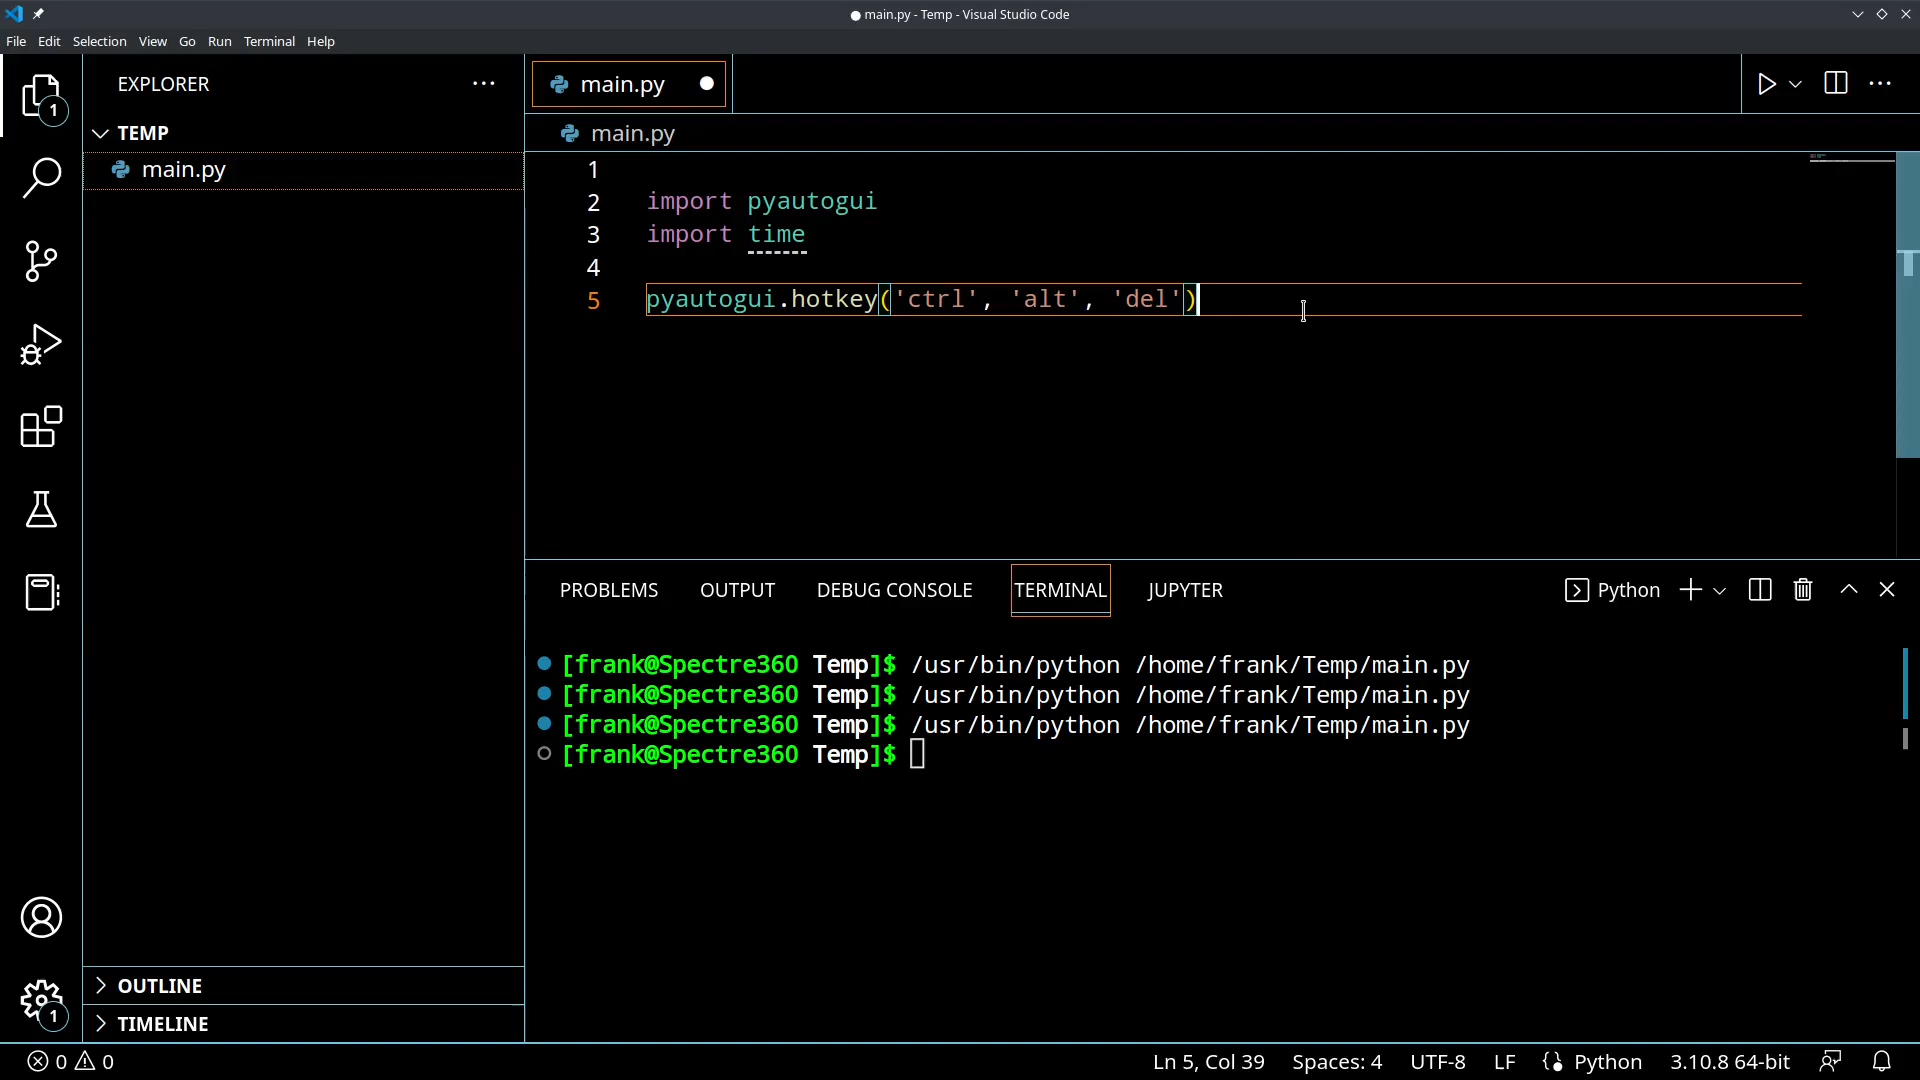 ● main.py - Temp - Visual Studio Code
File Edit Selection View Go Run Terminal Help
EXPLORER
1
TEMP
main.py
main.py
main.py
1
2 import pyautogui
3 import time
4
5 pyautogui.hotkey('ctrl', 'alt', 'del')
PROBLEMS OUTPUT DEBUG CONSOLE TERMINAL JUPYTER
Python
[frank@Spectre360 Temp]$ /usr/bin/python /home/frank/Temp/main.py
[frank@Spectre360 Temp]$ /usr/bin/python /home/frank/Temp/main.py
[frank@Spectre360 Temp]$ /usr/bin/python /home/frank/Temp/main.py
[frank@Spectre360 Temp]$
OUTLINE
1
TIMELINE
0 0
Ln 5, Col 39 Spaces: 4 UTF-8 LF Python 3.10.8 64-bit